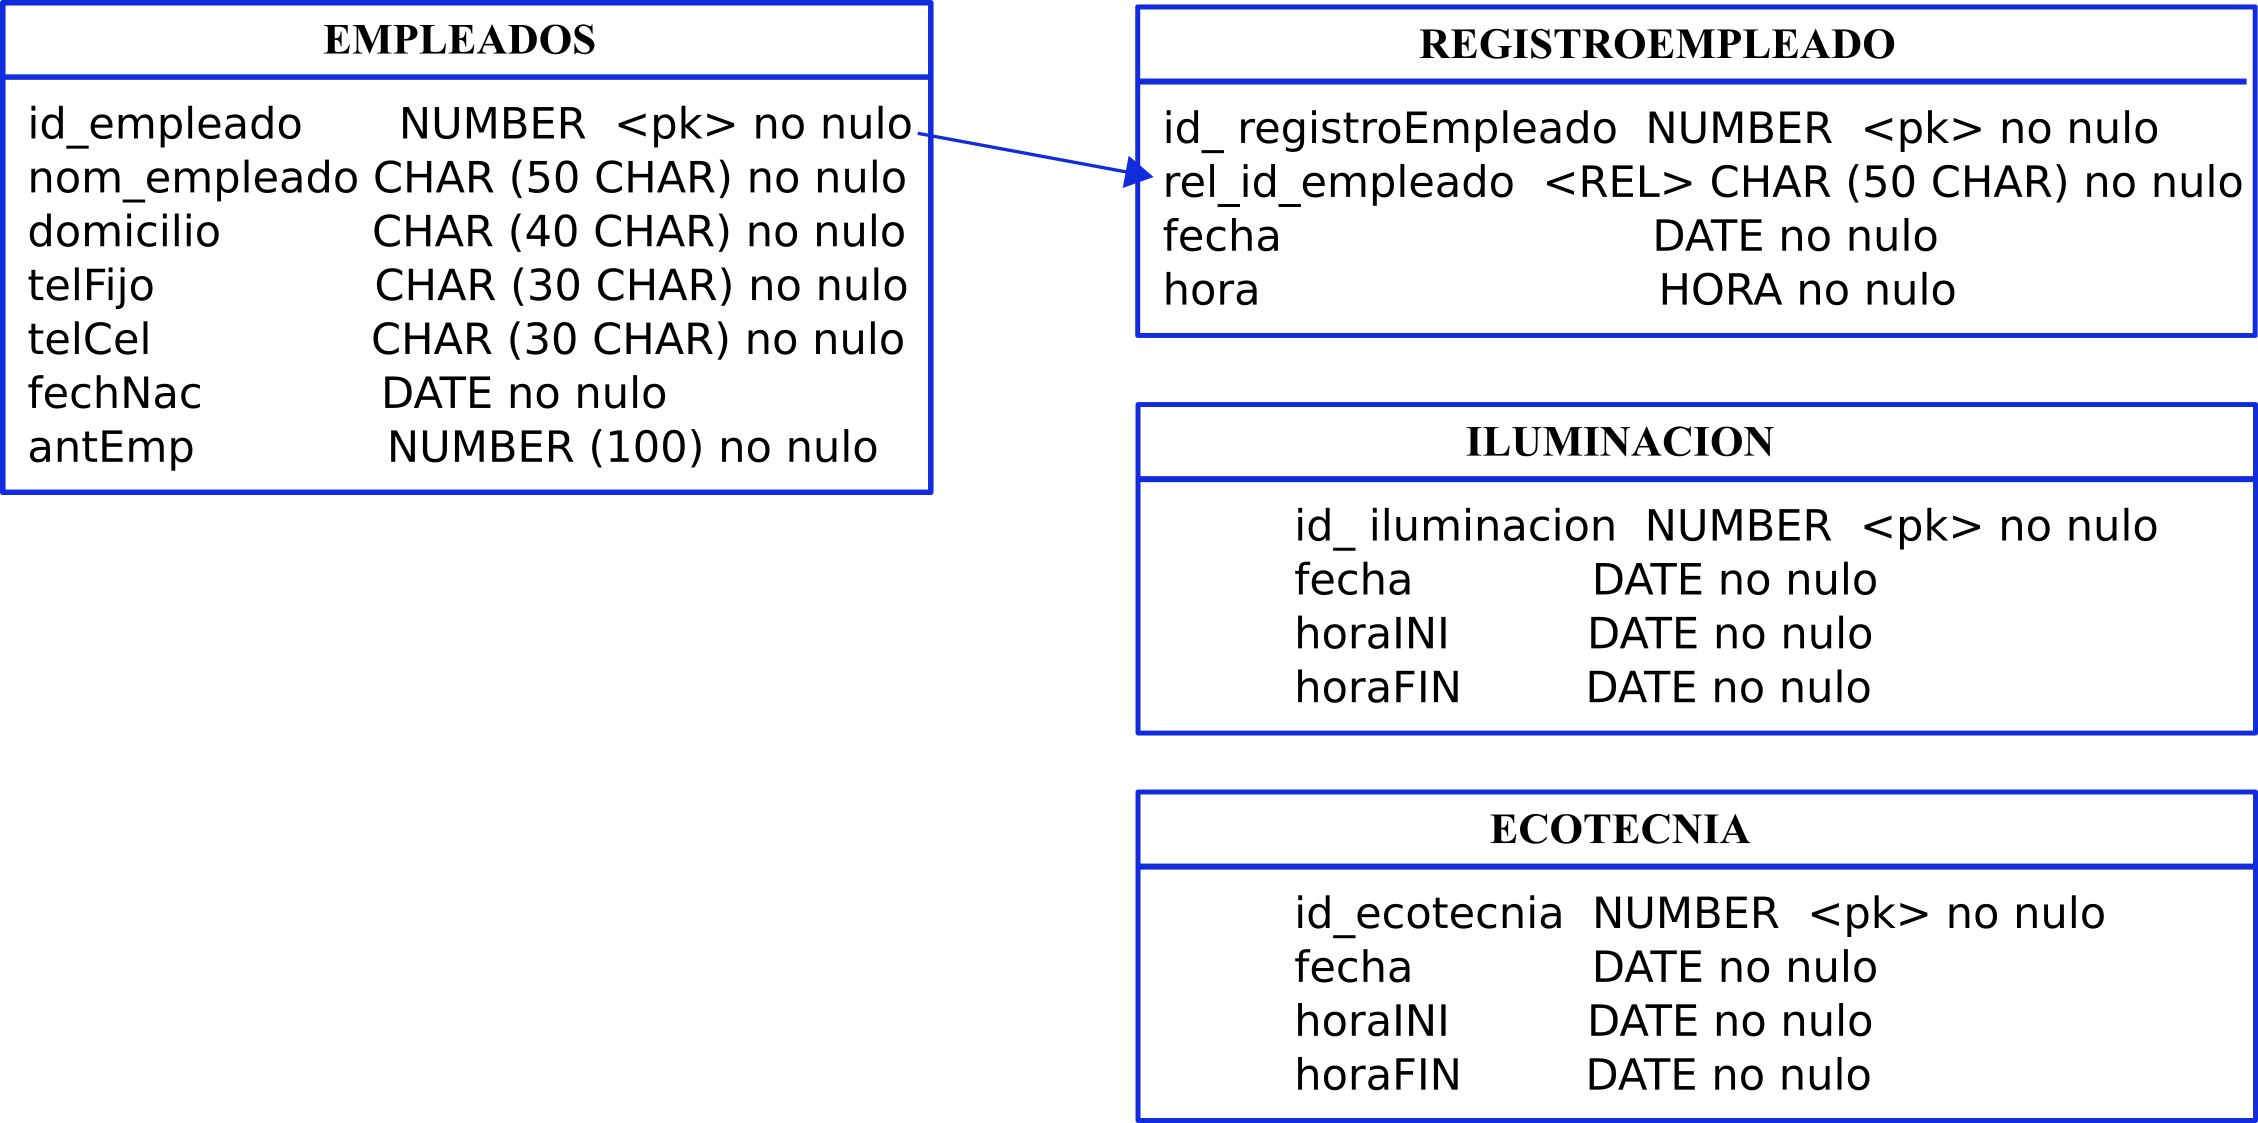 EMPLEADOS
id_empleado NUMBER <pk> no nulo
nom_empleado CHAR (50 CHAR) no nulo
domicilio CHAR (40 CHAR) no nulo
telFijo CHAR (30 CHAR) no nulo
telCel CHAR (30 CHAR) no nulo
fechNac DATE no nulo
antEmp NUMBER (100) no nulo
REGISTROEMPLEADO
id_ registroEmpleado NUMBER <pk> no nulo
rel_id_empleado <REL> CHAR (50 CHAR) no nulo
fecha DATE no nulo
hora HORA no nulo
ILUMINACION
id_ iluminacion NUMBER <pk> no nulo
fecha DATE no nulo
horaINI DATE no nulo
horaFIN DATE no nulo
ECOTECNIA
id_ecotecnia NUMBER <pk> no nulo
fecha DATE no nulo
horaINI DATE no nulo
horaFIN DATE no nulo